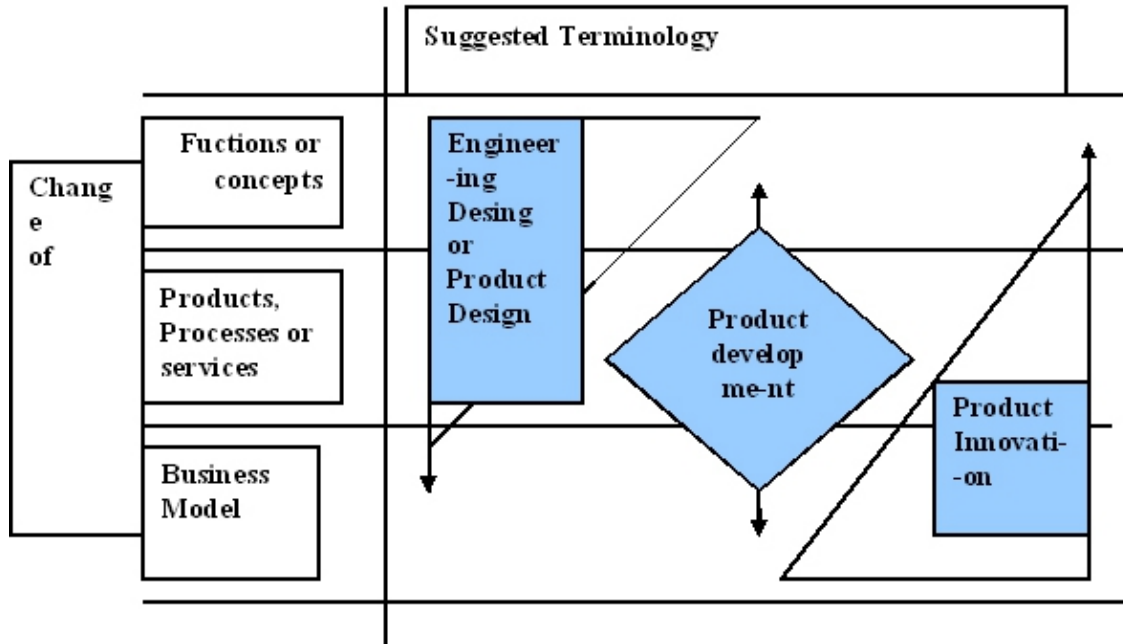 Suggested Terminology
Chang
e
of
Fuctions or
concepts
Products,
Processes or
services
Business
Model
Engineer
-ing
Desing
or
Product
Design
Product
develop
me-nt
Product
Innovati-
-on